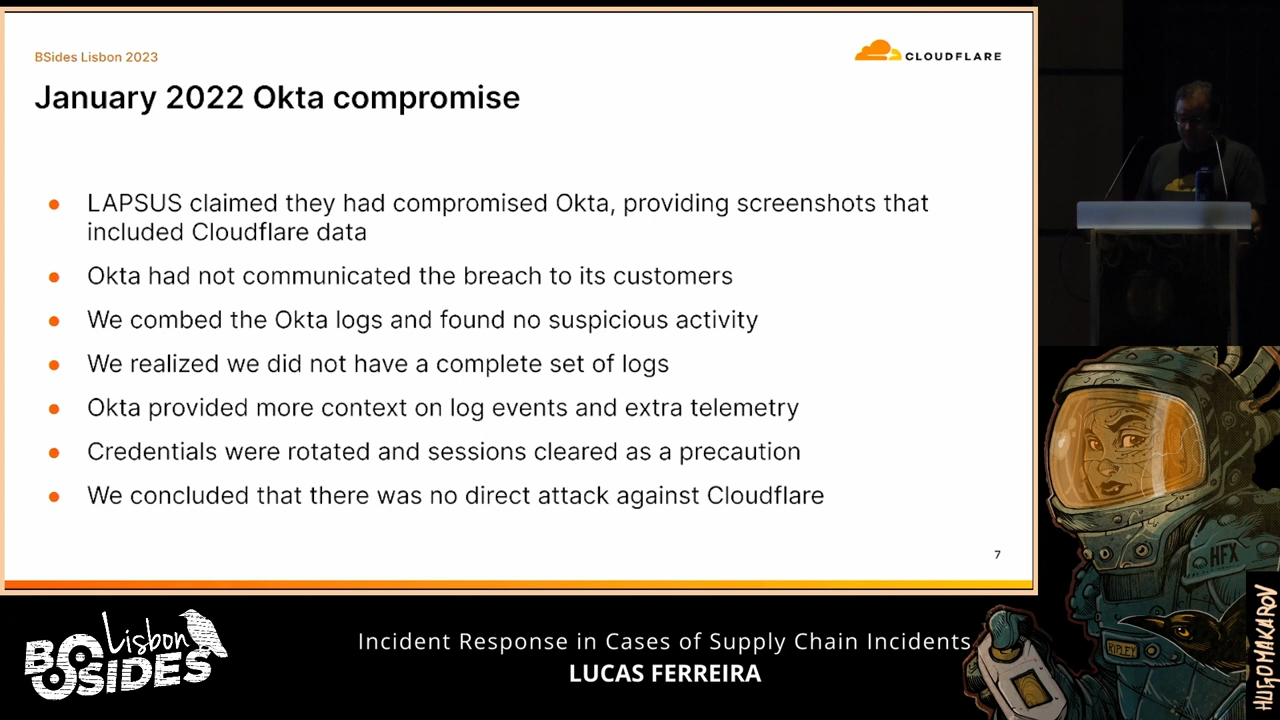 BSides Lisbon 2023
CLOUDFLARE
January 2022 Okta compromise
LAPSUS claimed they had compromised Okta, providing screenshots that
included Cloudflare data
Okta had not communicated the breach to its customers
We combed the Okta logs and found no suspicious activity
We realized we did not have a complete set of logs
Okta provided more context on log events and extra telemetry
Credentials were rotated and sessions cleared as a precaution
We concluded that there was no direct attack against Cloudflare
7
HFX
RIPLEY
HUGOMAKAROV
Lisbon
BSIDES
Incident Response in Cases of Supply Chain Incidents
LUCAS FERREIRA